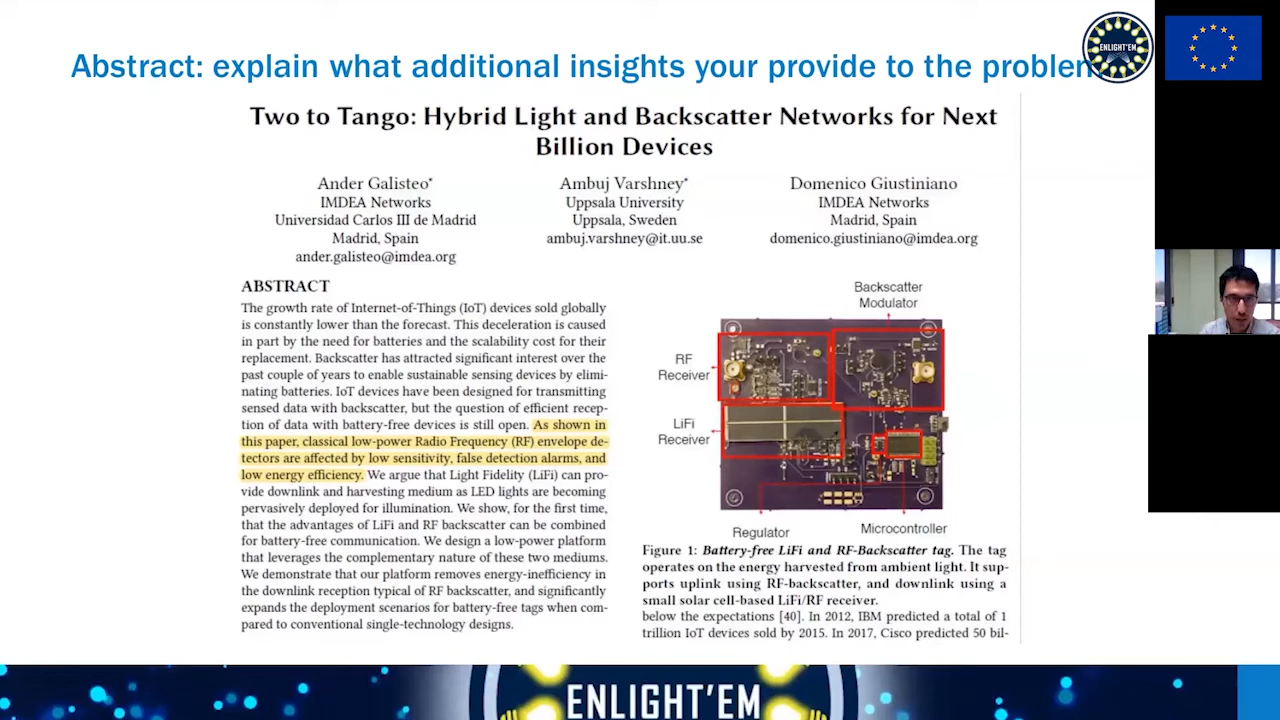 Abstract: explain what additional insights your provide to the problem
ENLIGHT'EM
Two to Tango: Hybrid Light and Backscatter Networks for Next
Billion Devices
Ander Galisteo*
IMDEA Networks
Universidad Carlos III de Madrid
Madrid, Spain
ander.galisteo@imdea.org
Ambuj Varshney*
Uppsala University
Uppsala, Sweden
ambuj.varshney@it.uu.se
Domenico Giustiniano
IMDEA Networks
Madrid, Spain
domenico.giustiniano@imdea.org
ABSTRACT
The growth rate of Internet-of-Things (IoT) devices sold globally
is constantly lower than the forecast. This deceleration is caused
in part by the need for batteries and the scalability cost for their
replacement. Backscatter has attracted significant interest over the
past couple of years to enable sustainable sensing devices by elimi-
nating batteries. IoT devices have been designed for transmitting
sensed data with backscatter, but the question of efficient recep-
tion of data with battery-free devices is still open. As shown in
this paper, classical low-power Radio Frequency (RF) envelope de-
tectors are affected by low sensitivity, false detection alarms, and
low energy efficiency. We argue that Light Fidelity (LiFi) can pro-
vide downlink and harvesting medium as LED lights are becoming
pervasively deployed for illumination. We show, for the first time,
that the advantages of LiFi and RF backscatter can be combined
for battery-free communication. We design a low-power platform
that leverages the complementary nature of these two mediums.
We demonstrate that our platform removes energy-inefficiency in
the downlink reception typical of RF backscatter, and significantly
expands the deployment scenarios for battery-free tags when com-
pared to conventional single-technology designs.
Backscatter
Modulator
RF
Receiver
LiFi
Receiver
Regulator
Microcontroller
Figure 1: Battery-free LiFi and RF-Backscatter tag. The tag
operates on the energy harvested from ambient light. It sup-
ports uplink using RF-backscatter, and downlink using a
small solar cell-based LiFi/RF receiver.
below the expectations [40]. In 2012, IBM predicted a total of 1
trillion IoT devices sold by 2015. In 2017, Cisco predicted 50 bil-
ENLIGHT'EM